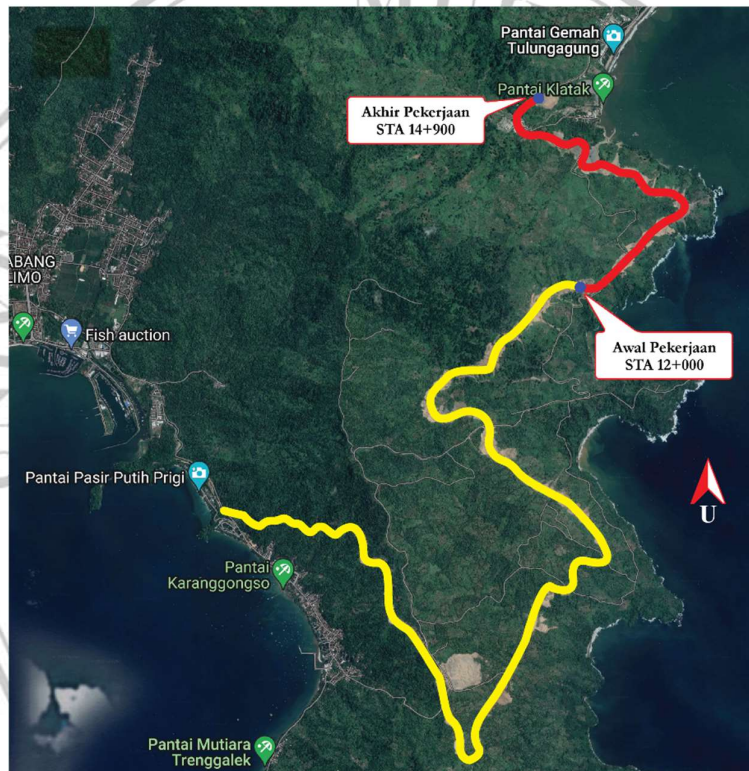 Pantai Gemah
Tulungagung
Pantai Klatak
Akhir Pekerjaan
STA 14+900
ABANG
LIMO
Fish auction
Awal Pekerjaan
STA 12+000
Pantai Pasir Putih Prigi
U
Pantai
Karanggongso
Pantai Mutiara
Trenggalek